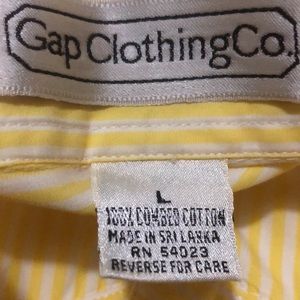 Gap Clothing Co.
L
100% COMBED COTTON
MADE IN SRI LANKA
RN 54023
REVERSE FOR CARE